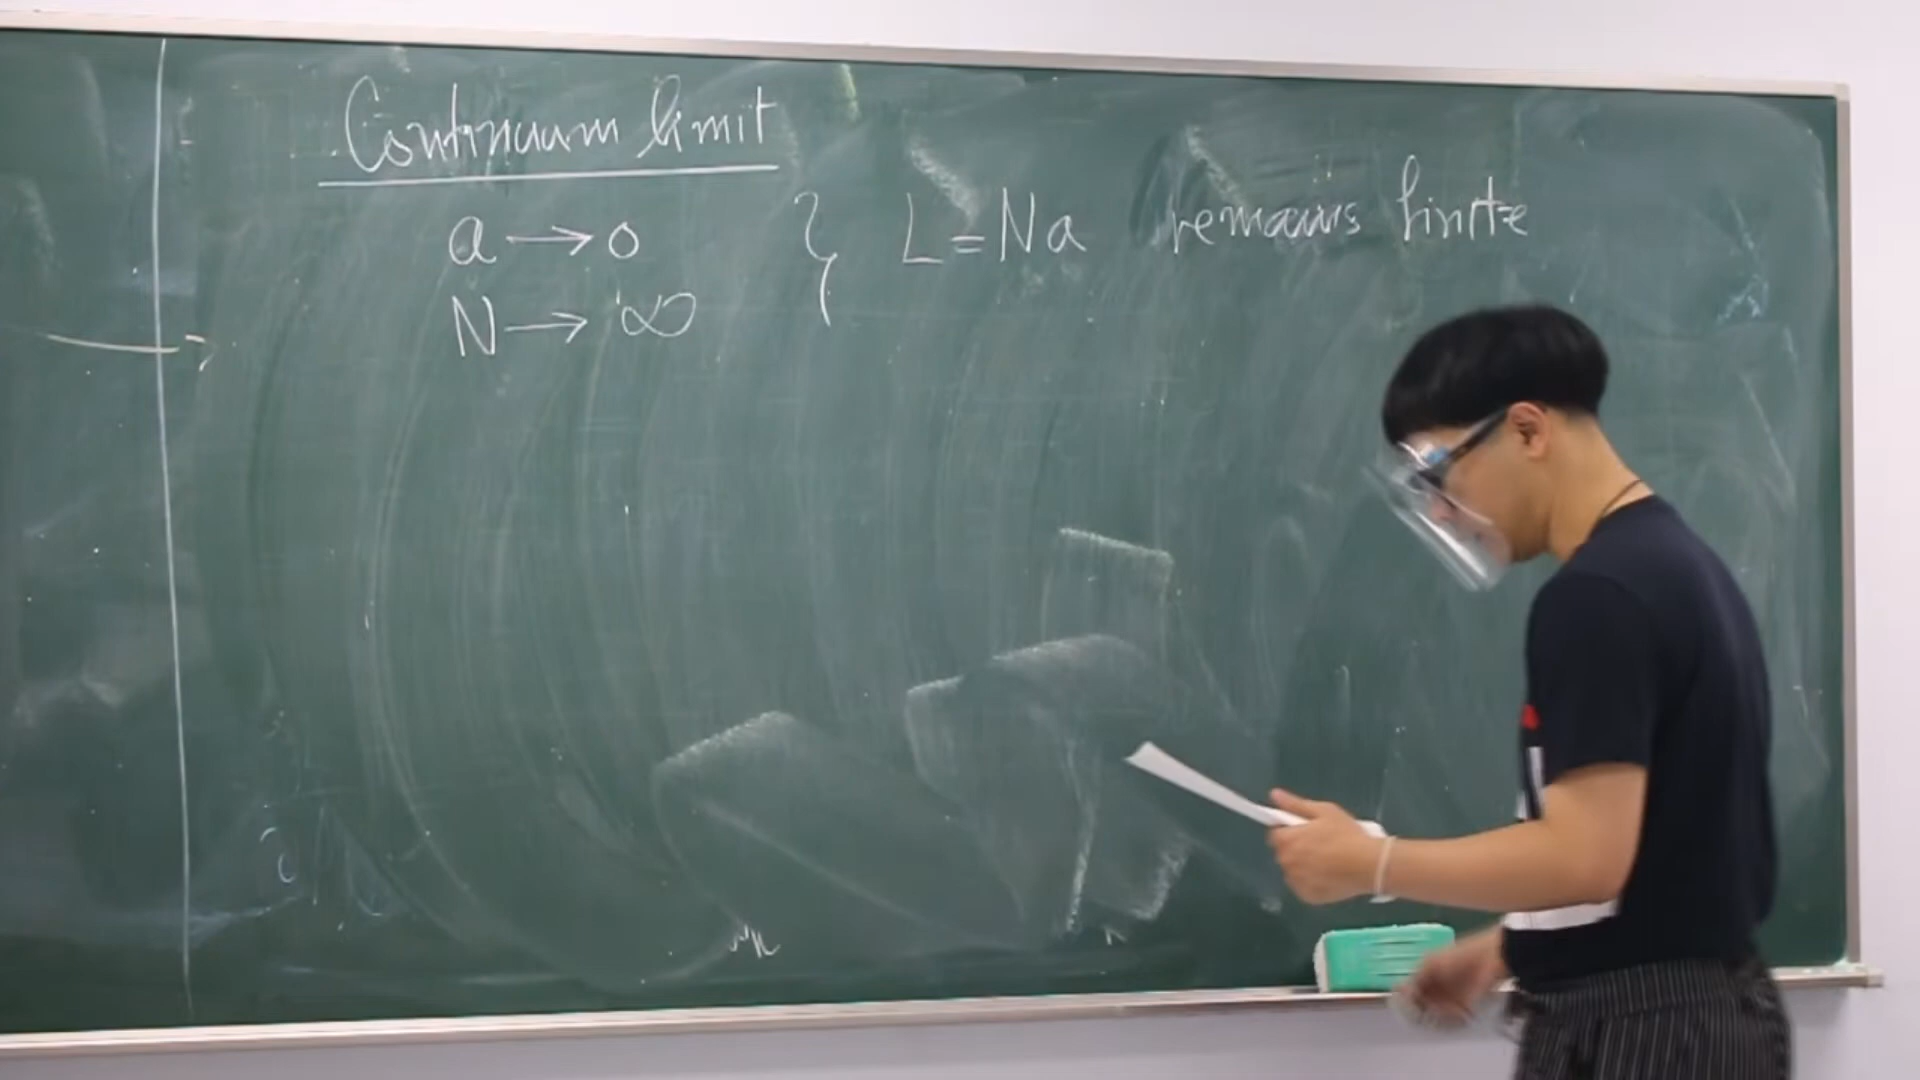 Continuum limit
a → 0 } L = Na remains finite
N → ∞